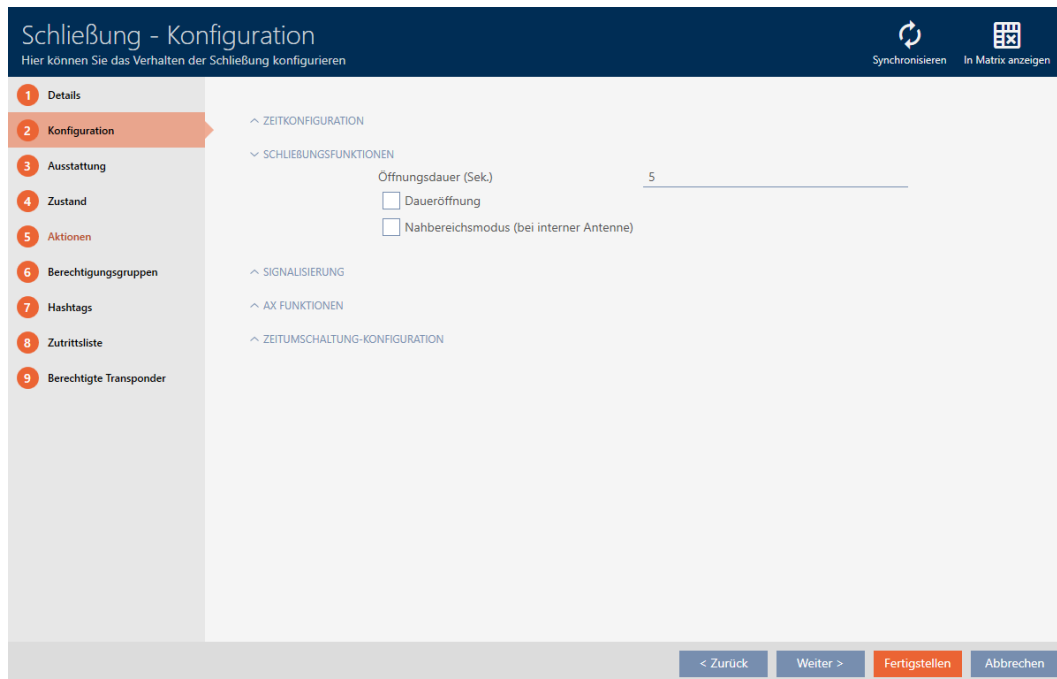 Schließung - Konfiguration
Hier können Sie das Verhalten der Schließung konfigurieren
Synchronisieren
In Matrix anzeigen
1 Details
2 Konfiguration
3 Ausstattung
4 Zustand
5 Aktionen
6 Berechtigungsgruppen
7 Hashtags
8 Zutrittsliste
9 Berechtigte Transponder
ZEITKONFIGURATION
SCHLIEßUNGSFUNKTIONEN
Öffnungsdauer (Sek.) 5
Daueröffnung
Nahbereichsmodus (bei interner Antenne)
SIGNALISIERUNG
AX FUNKTIONEN
ZEITUMSCHALTUNG-KONFIGURATION
< Zurück
Weiter >
Fertigstellen
Abbrechen